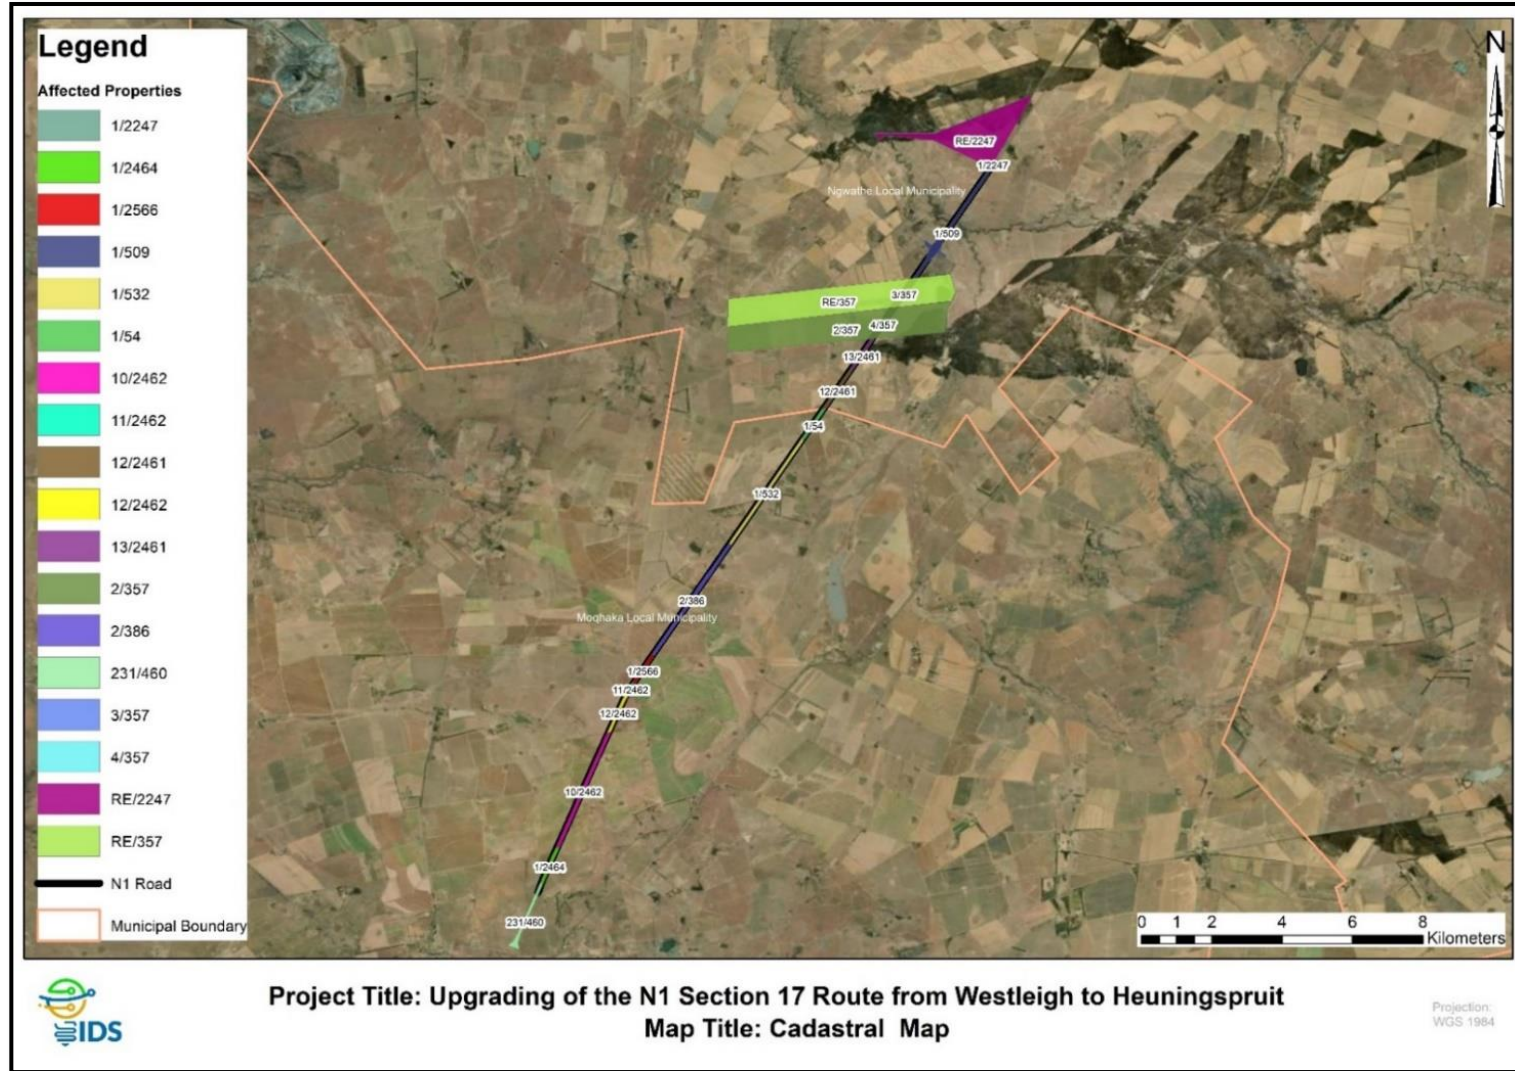 Legend
Affected Properties
1/2247
1/2464
1/2566
1/509
1/532
1/54
10/2462
11/2462
12/2461
12/2462
13/2461
2/357
2/386
231/460
3/357
4/357
RE/2247
RE/357
N1 Road
Municipal Boundary
N
RE/2247
1/2247
Ngwathe Local Municipality
1/509
3/357
RE/357
4/357
2/357
13/2461
12/2461
1/54
1/532
2/386
Moqhaka Local Municipality
1/2566
11/2462
12/2462
10/2462
1/2464
231/460
0 1 2 4 6 8
Kilometers
IDS
Project Title: Upgrading of the N1 Section 17 Route from Westleigh to Heuningspruit
Map Title: Cadastral Map
Projection:
WGS 1984